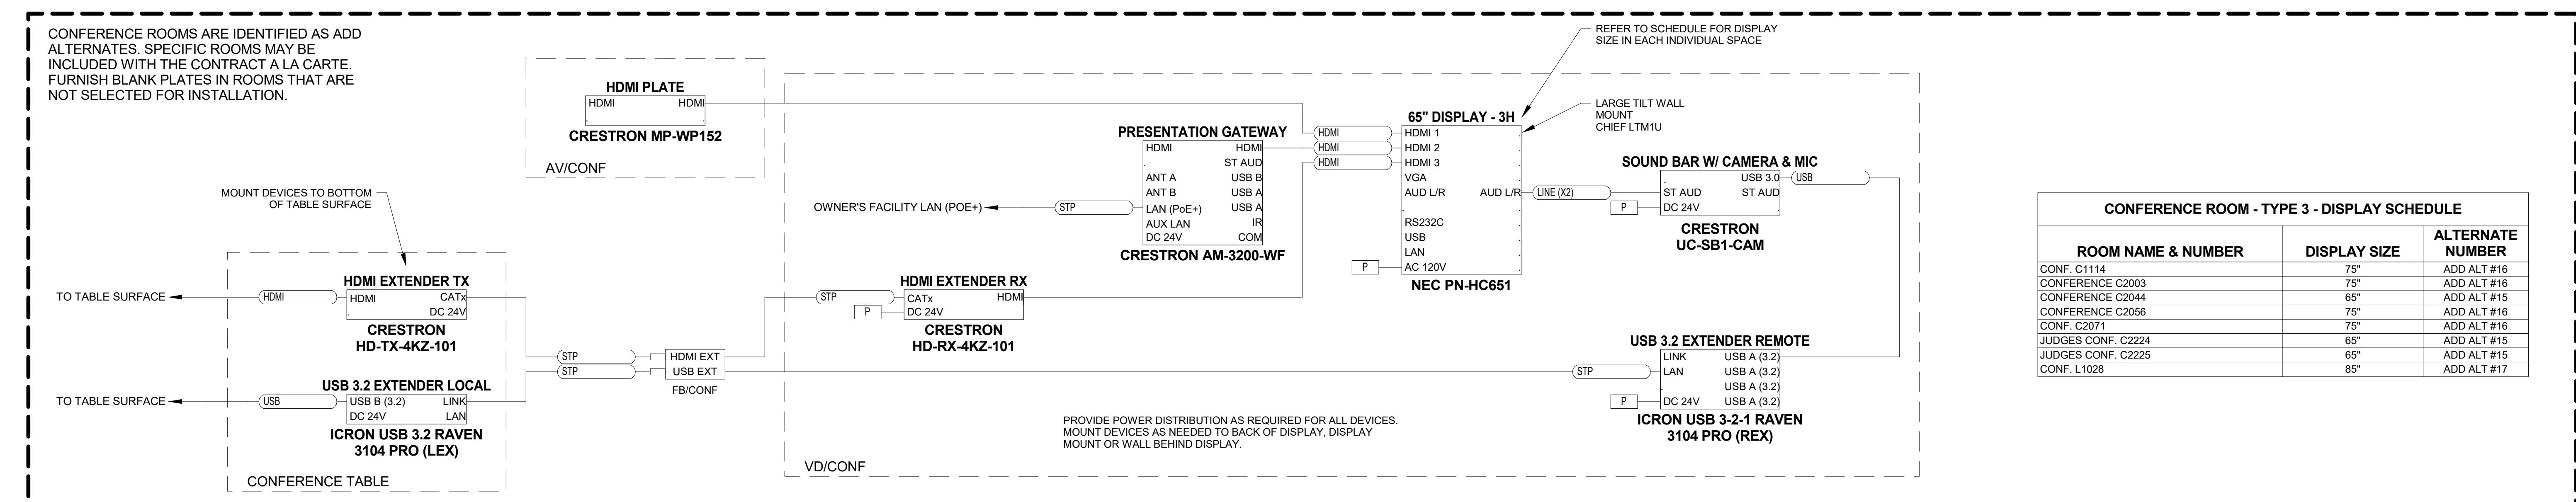 CONFERENCE ROOMS ARE IDENTIFIED AS ADD
ALTERNATES. SPECIFIC ROOMS MAY BE
INCLUDED WITH THE CONTRACT A LA CARTE.
FURNISH BLANK PLATES IN ROOMS THAT ARE
NOT SELECTED FOR INSTALLATION.
HDMI PLATE
HDMI HDMI
CRESTRON MP-WP152
AV/CONF
MOUNT DEVICES TO BOTTOM
OF TABLE SURFACE
TO TABLE SURFACE
HDMI
HDMI EXTENDER TX
HDMI CATx
DC 24V
CRESTRON
HD-TX-4KZ-101
TO TABLE SURFACE
USB
USB 3.2 EXTENDER LOCAL
USB B (3.2) LINK
DC 24V LAN
ICRON USB 3.2 RAVEN
3104 PRO (LEX)
CONFERENCE TABLE
STP
HDMI EXT
STP
USB EXT
FB/CONF
OWNER'S FACILITY LAN (POE+)
STP
PRESENTATION GATEWAY
HDMI HDMI
ST AUD
ANT A USB B
ANT B USB A
LAN (PoE+) USB A
AUX LAN IR
DC 24V COM
CRESTRON AM-3200-WF
STP
P
HDMI EXTENDER RX
CATx HDMI
DC 24V
CRESTRON
HD-RX-4KZ-101
REFER TO SCHEDULE FOR DISPLAY
SIZE IN EACH INDIVIDUAL SPACE
LARGE TILT WALL
MOUNT
CHIEF LTM1U
65" DISPLAY - 3H
HDMI
HDMI 1
HDMI
HDMI 2
HDMI
HDMI 3
VGA
AUD L/R AUD L/R
RS232C
USB
LAN
P
AC 120V
NEC PN-HC651
LINE (X2)
SOUND BAR W/ CAMERA & MIC
USB 3.0
USB
ST AUD ST AUD
P
DC 24V
CRESTRON
UC-SB1-CAM
USB 3.2 EXTENDER REMOTE
LINK USB A (3.2)
STP
LAN USB A (3.2)
USB A (3.2)
P
DC 24V USB A (3.2)
ICRON USB 3-2-1 RAVEN
3104 PRO (REX)
PROVIDE POWER DISTRIBUTION AS REQUIRED FOR ALL DEVICES.
MOUNT DEVICES AS NEEDED TO BACK OF DISPLAY, DISPLAY
MOUNT OR WALL BEHIND DISPLAY.
VD/CONF
CONFERENCE ROOM - TYPE 3 - DISPLAY SCHEDULE
ROOM NAME & NUMBER DISPLAY SIZE ALTERNATE
NUMBER
CONF. C1114 75" ADD ALT #16
CONFERENCE C2003 75" ADD ALT #16
CONFERENCE C2044 65" ADD ALT #15
CONFERENCE C2056 75" ADD ALT #16
CONF. C2071 75" ADD ALT #16
JUDGES CONF. C2224 65" ADD ALT #15
JUDGES CONF. C2225 65" ADD ALT #15
CONF. L1028 85" ADD ALT #17